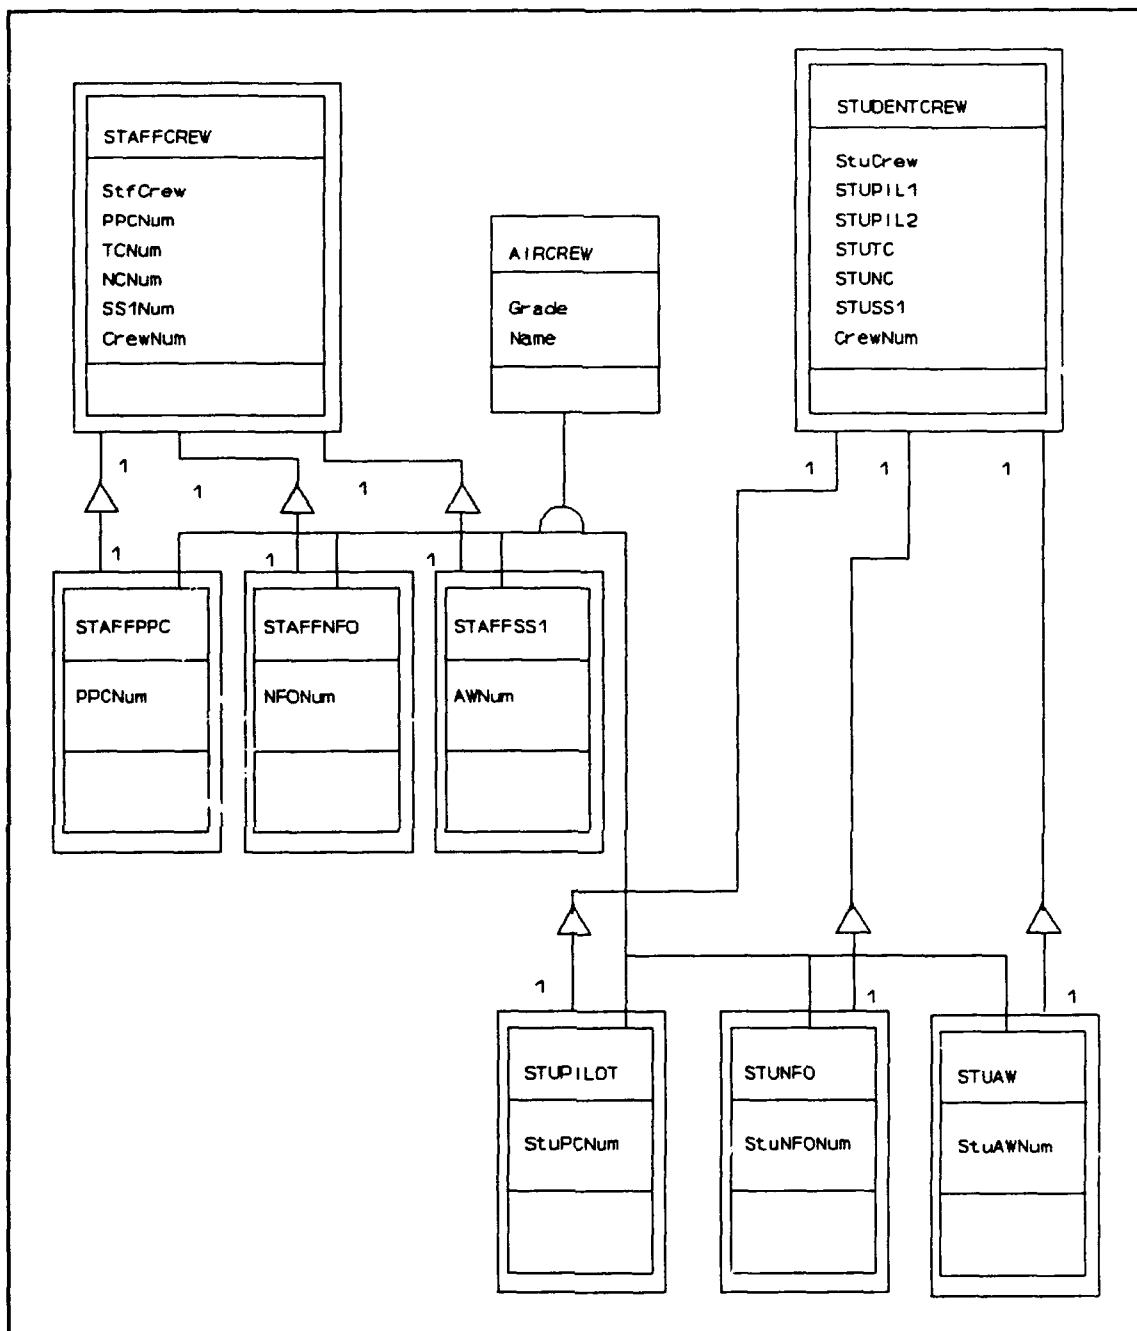 STAFFCREW
StfCrew
PPCNum
TCNum
NCNum
SS1Num
CrewNum
AIRCREW
Grade
Name
STUDENTCREW
StuCrew
STUPIL1
STUPIL2
STUTC
STUNC
STUSS1
CrewNum
1
1
1
1
1
1
1
1
1
STAFFPPC
PPCNum
STAFFNFO
NFONum
STAFFSS1
AWNum
1
1
1
STUPILOT
StuPCNum
STUNFO
StuNFONum
STUAW
StuAWNum